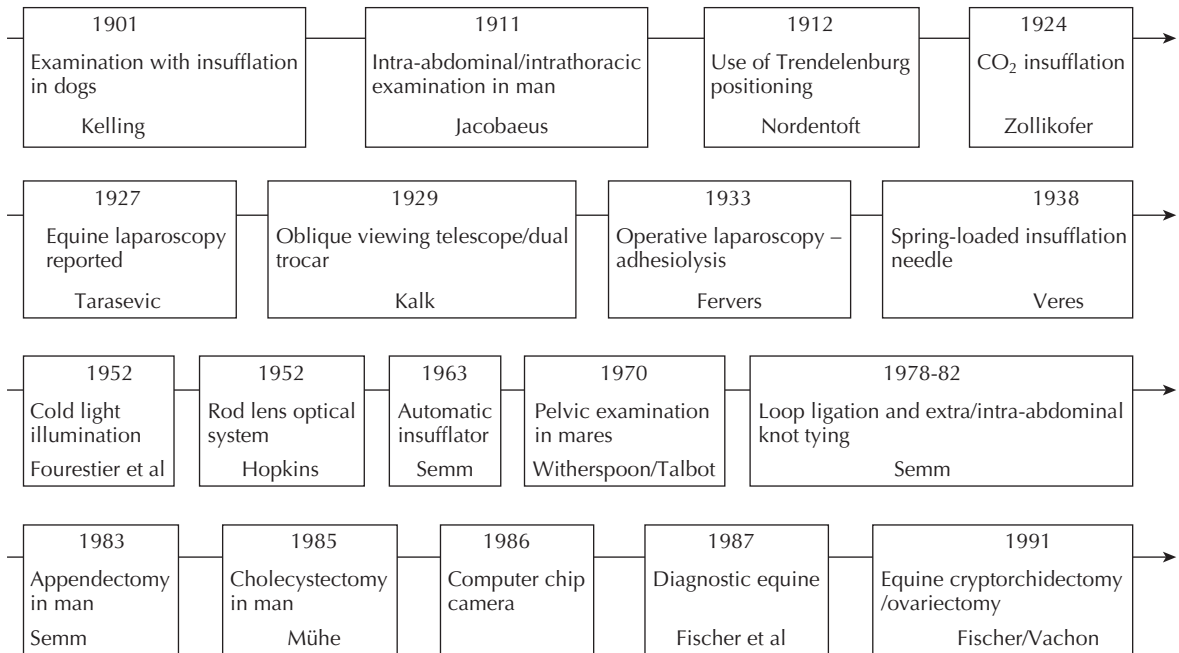 1901
Examination with insufflation
in dogs
Kelling
1911
Intra-abdominal/intrathoracic
examination in man
Jacobaeus
1912
Use of Trendelenburg
positioning
Nordentoft
1924
CO₂ insufflation
Zollikofer
1927
Equine laparoscopy
reported
Tarasevic
1929
Oblique viewing telescope/dual
trocar
Kalk
1933
Operative laparoscopy –
adhesiolysis
Fervers
1938
Spring-loaded insufflation
needle
Veres
1952
Cold light
illumination
Fourestier et al
1952
Rod lens optical
system
Hopkins
1963
Automatic
insufflator
Semm
1970
Pelvic examination
in mares
Witherspoon/Talbot
1978-82
Loop ligation and extra/intra-abdominal
knot tying
Semm
1983
Appendectomy
in man
Semm
1985
Cholecystectomy
in man
Mühe
1986
Computer chip
camera
1987
Diagnostic equine
Fischer et al
1991
Equine cryptorchidectomy
/ovariectomy
Fischer/Vachon